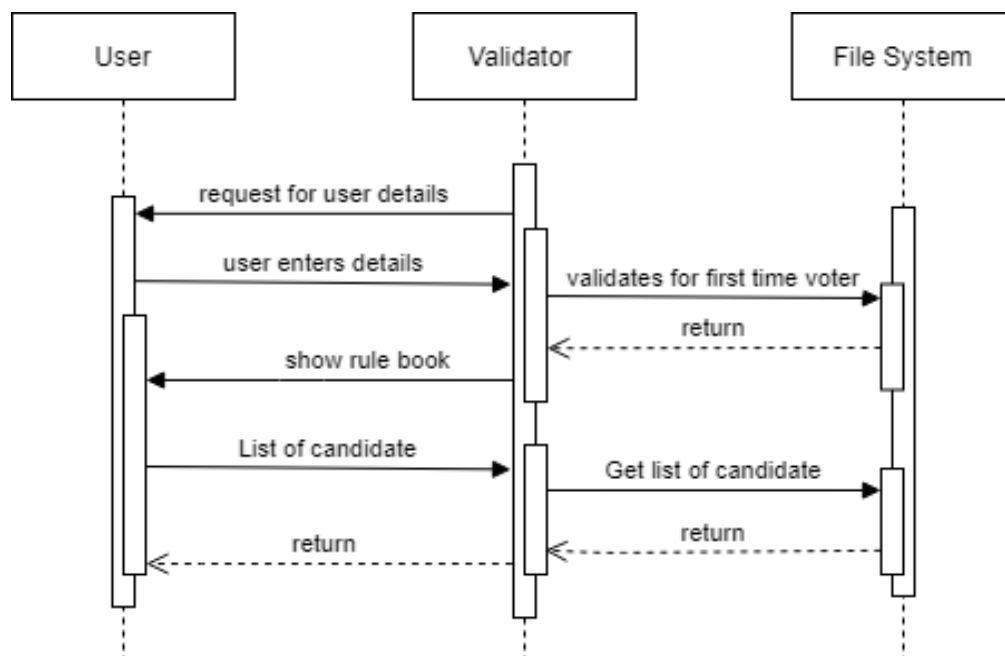 User
Validator
File System
request for user details
user enters details
validates for first time voter
return
show rule book
List of candidate
Get list of candidate
return
return